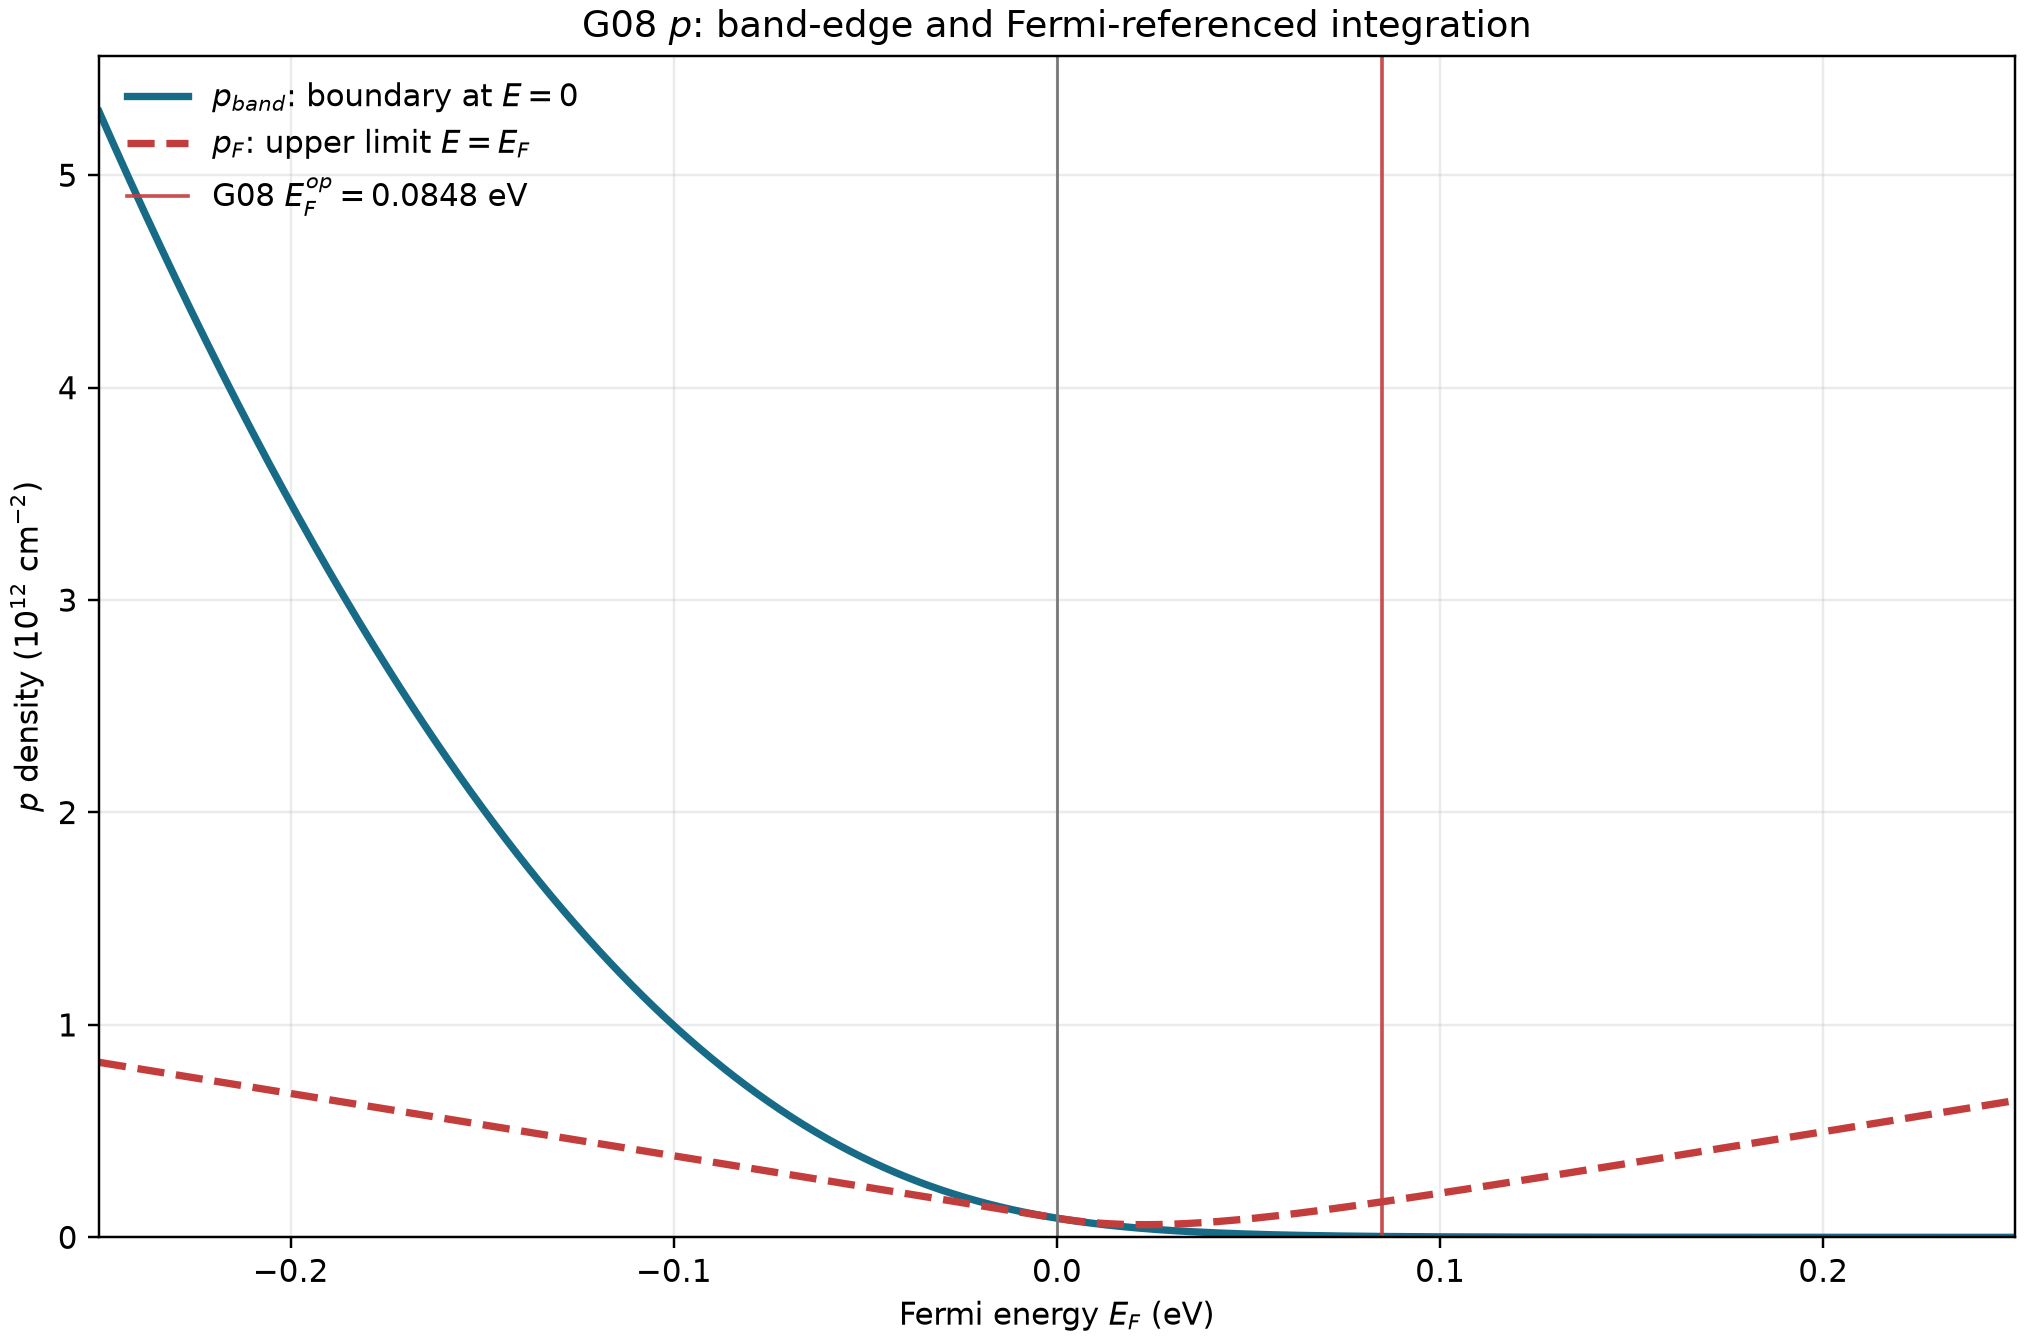 G08 p: band-edge and Fermi-referenced integration
p_band: boundary at E = 0
p_F: upper limit E = E_F
G08 E_F^op = 0.0848 eV
p density (10^12 cm^−2)
5
4
3
2
1
0
−0.2
−0.1
0.0
0.1
0.2
Fermi energy E_F (eV)